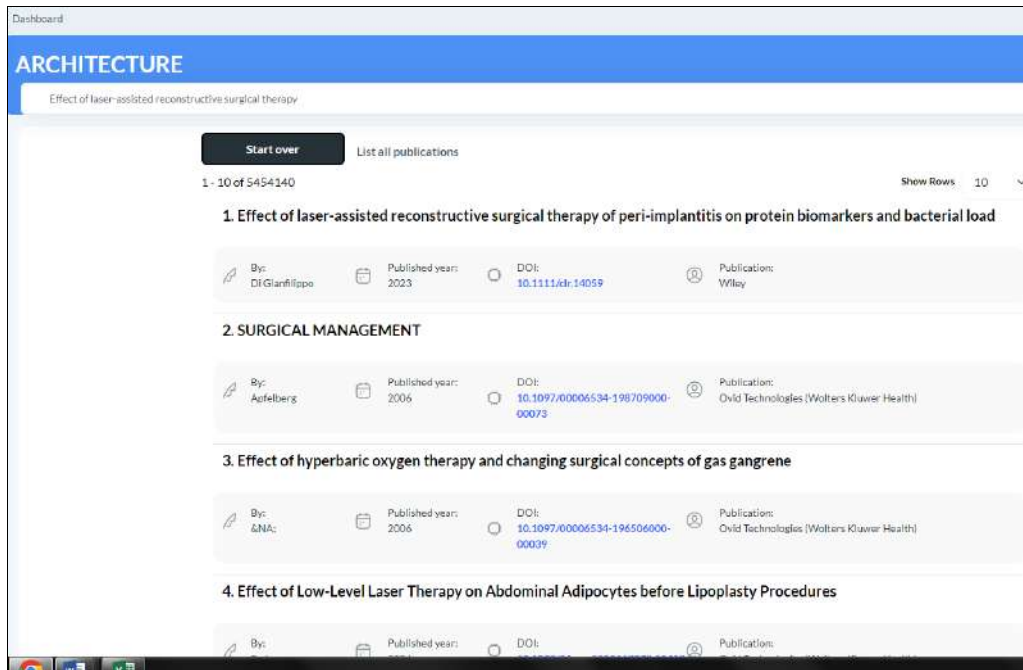 Dashboard
ARCHITECTURE
Effect of laser-assisted reconstructive surgical therapy
Start over List all publications
1 - 10 of 5454140 Show Rows 10
1. Effect of laser-assisted reconstructive surgical therapy of peri-implantitis on protein biomarkers and bacterial load
By: Published year: DOI: Publication:
Di Gianfilippo 2023 10.1111/clr.14059 Wiley
2. SURGICAL MANAGEMENT
By: Published year: DOI: Publication:
Apfelberg 2006 10.1097/00006534-198709000- Ovid Technologies (Wolters Kluwer Health)
00073
3. Effect of hyperbaric oxygen therapy and changing surgical concepts of gas gangrene
By: Published year: DOI: Publication:
&NA; 2006 10.1097/00006534-196506000- Ovid Technologies (Wolters Kluwer Health)
00039
4. Effect of Low-Level Laser Therapy on Abdominal Adipocytes before Lipoplasty Procedures
By: Published year: DOI: Publication: